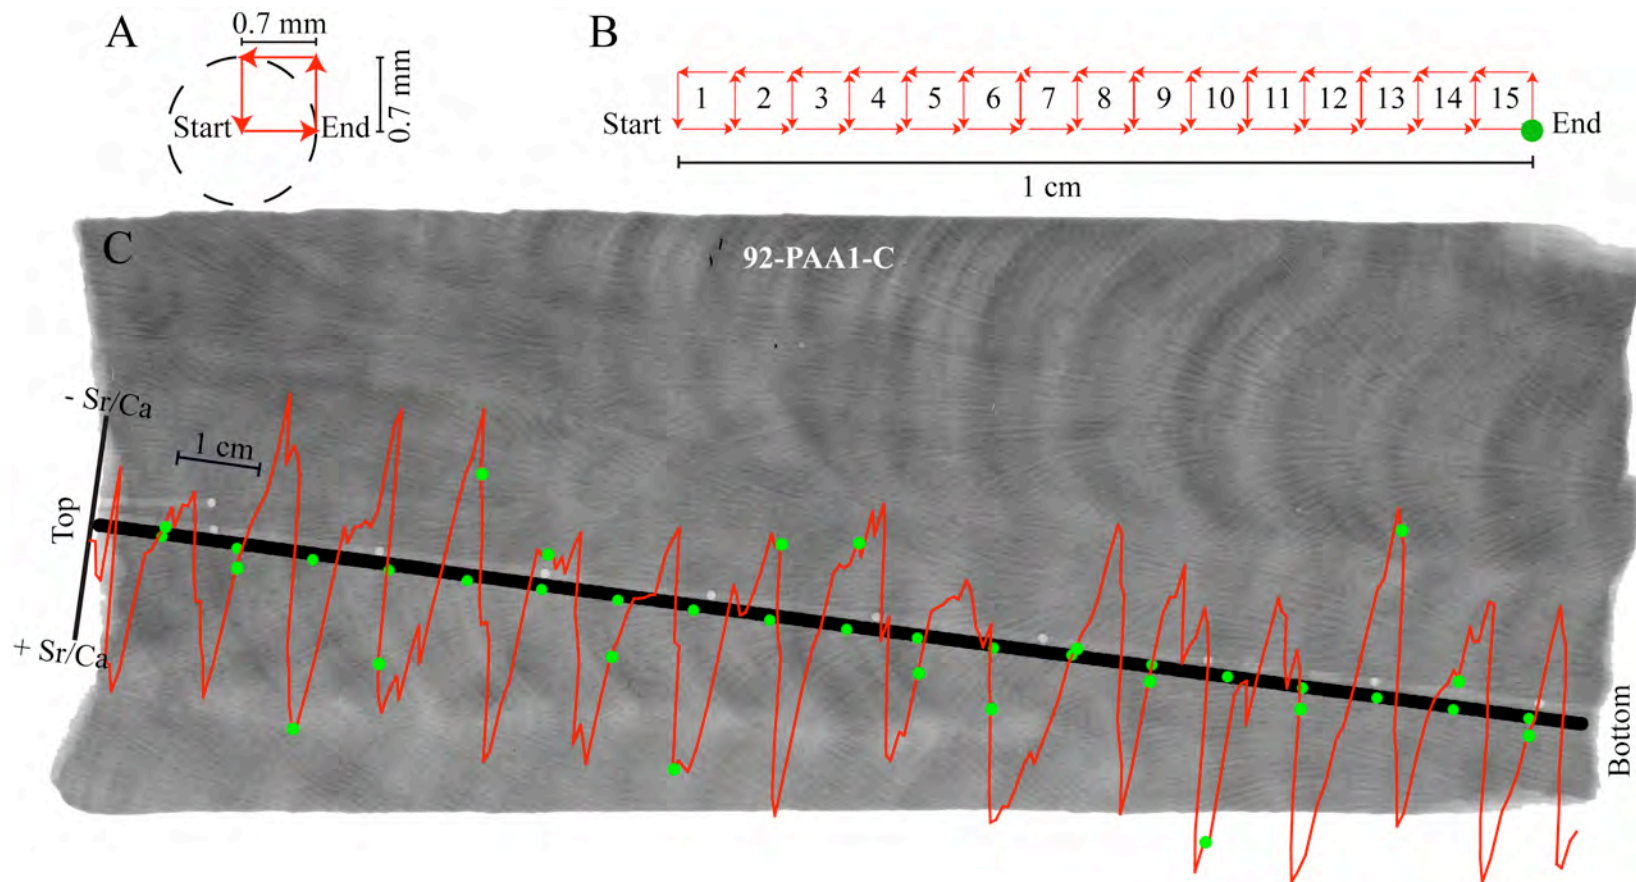 A
0.7 mm
0.7 mm
Start
End
B
1 2 3 4 5 6 7 8 9 10 11 12 13 14 15
Start
End
1 cm
C
92-PAA1-C
- Sr/Ca
1 cm
Top
+ Sr/Ca
Bottom